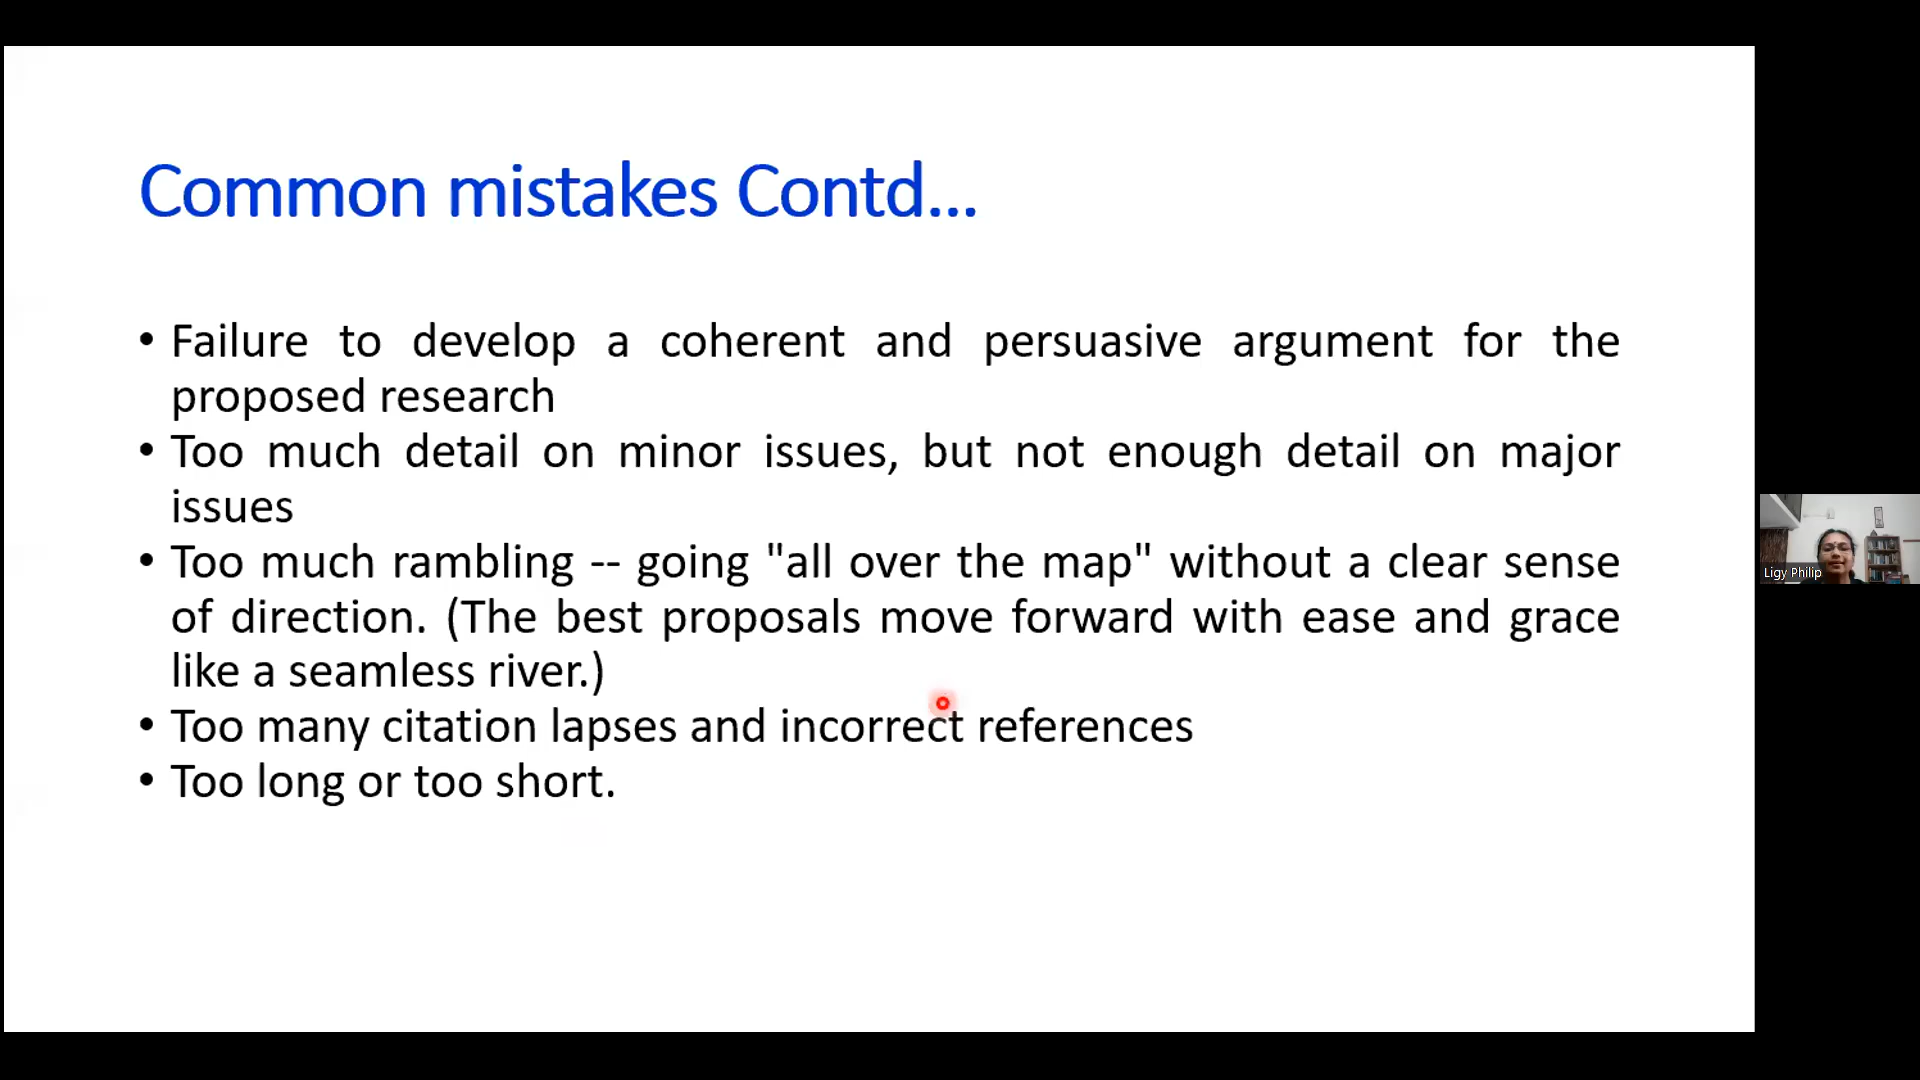 Common mistakes Contd...
• Failure to develop a coherent and persuasive argument for the
proposed research
• Too much detail on minor issues, but not enough detail on major
issues
• Too much rambling -- going "all over the map" without a clear sense
of direction. (The best proposals move forward with ease and grace
like a seamless river.)
• Too many citation lapses and incorrect references
• Too long or too short.
Ligy Philip